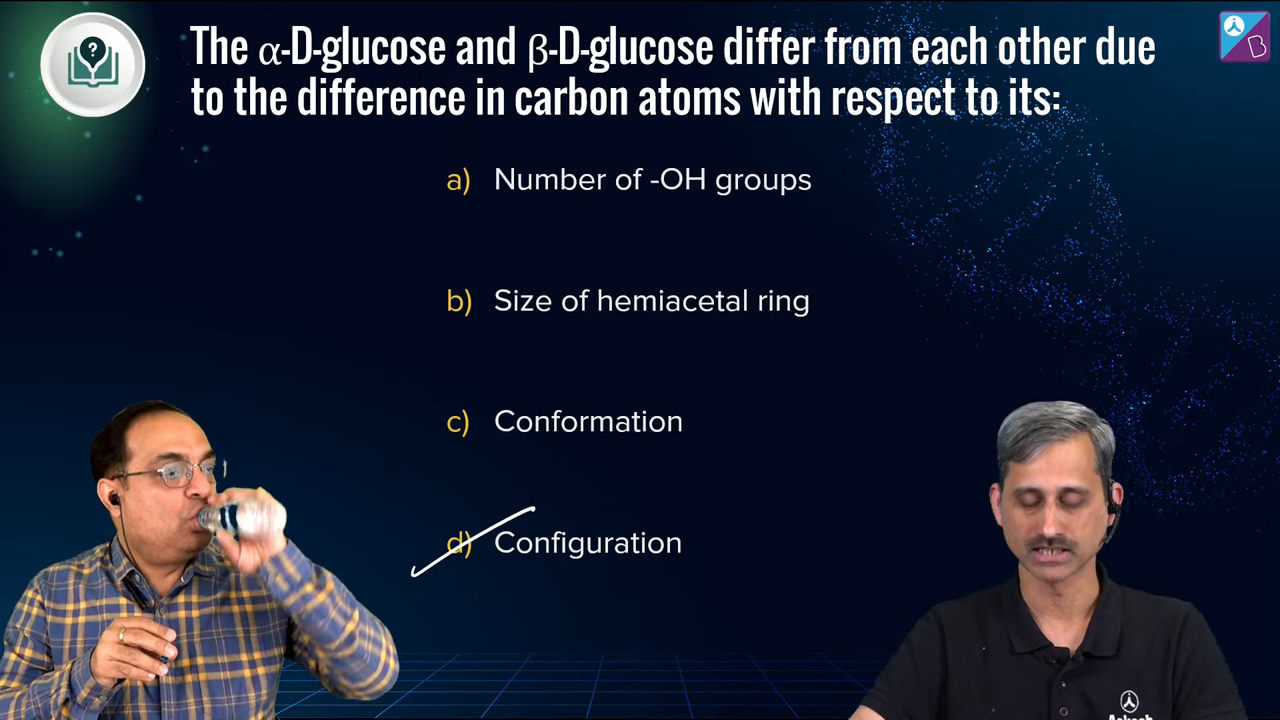 ?
The α-D-glucose and β-D-glucose differ from each other due
to the difference in carbon atoms with respect to its:
a) Number of -OH groups
b) Size of hemiacetal ring
c) Conformation
d) Configuration
B